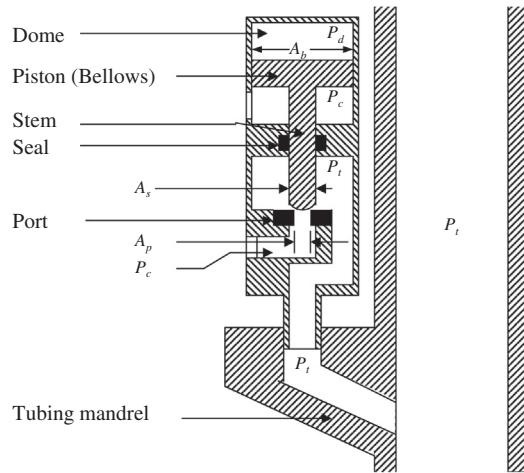 Dome
P_d
A_b
Piston (Bellows)
P_c
Stem
Seal
P_t
A_s
Port
A_p
P_t
P_c
P_t
Tubing mandrel